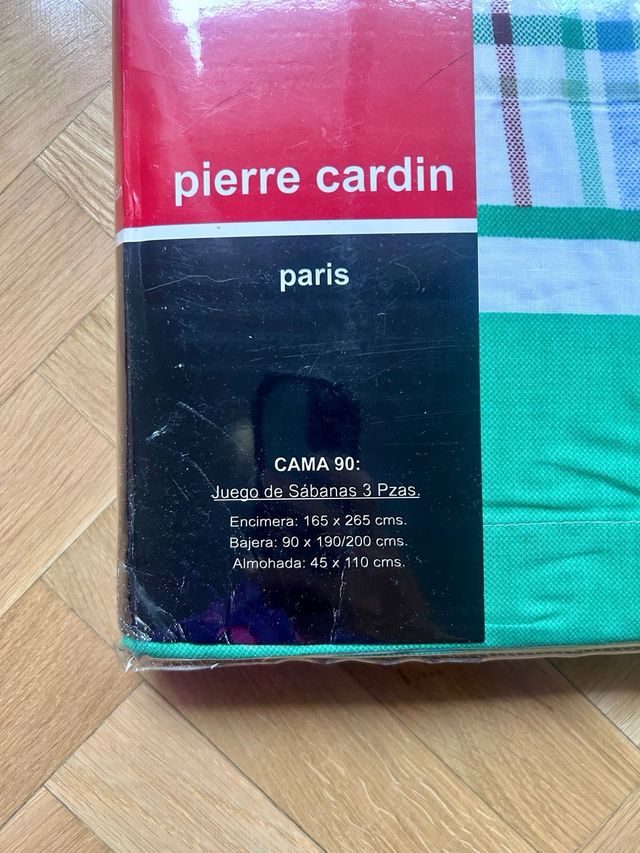 pierre cardin
paris
CAMA 90:
Juego de Sábanas 3 Pzas.
Encimera: 165 x 265 cms.
Bajera: 90 x 190/200 cms.
Almohada: 45 x 110 cms.